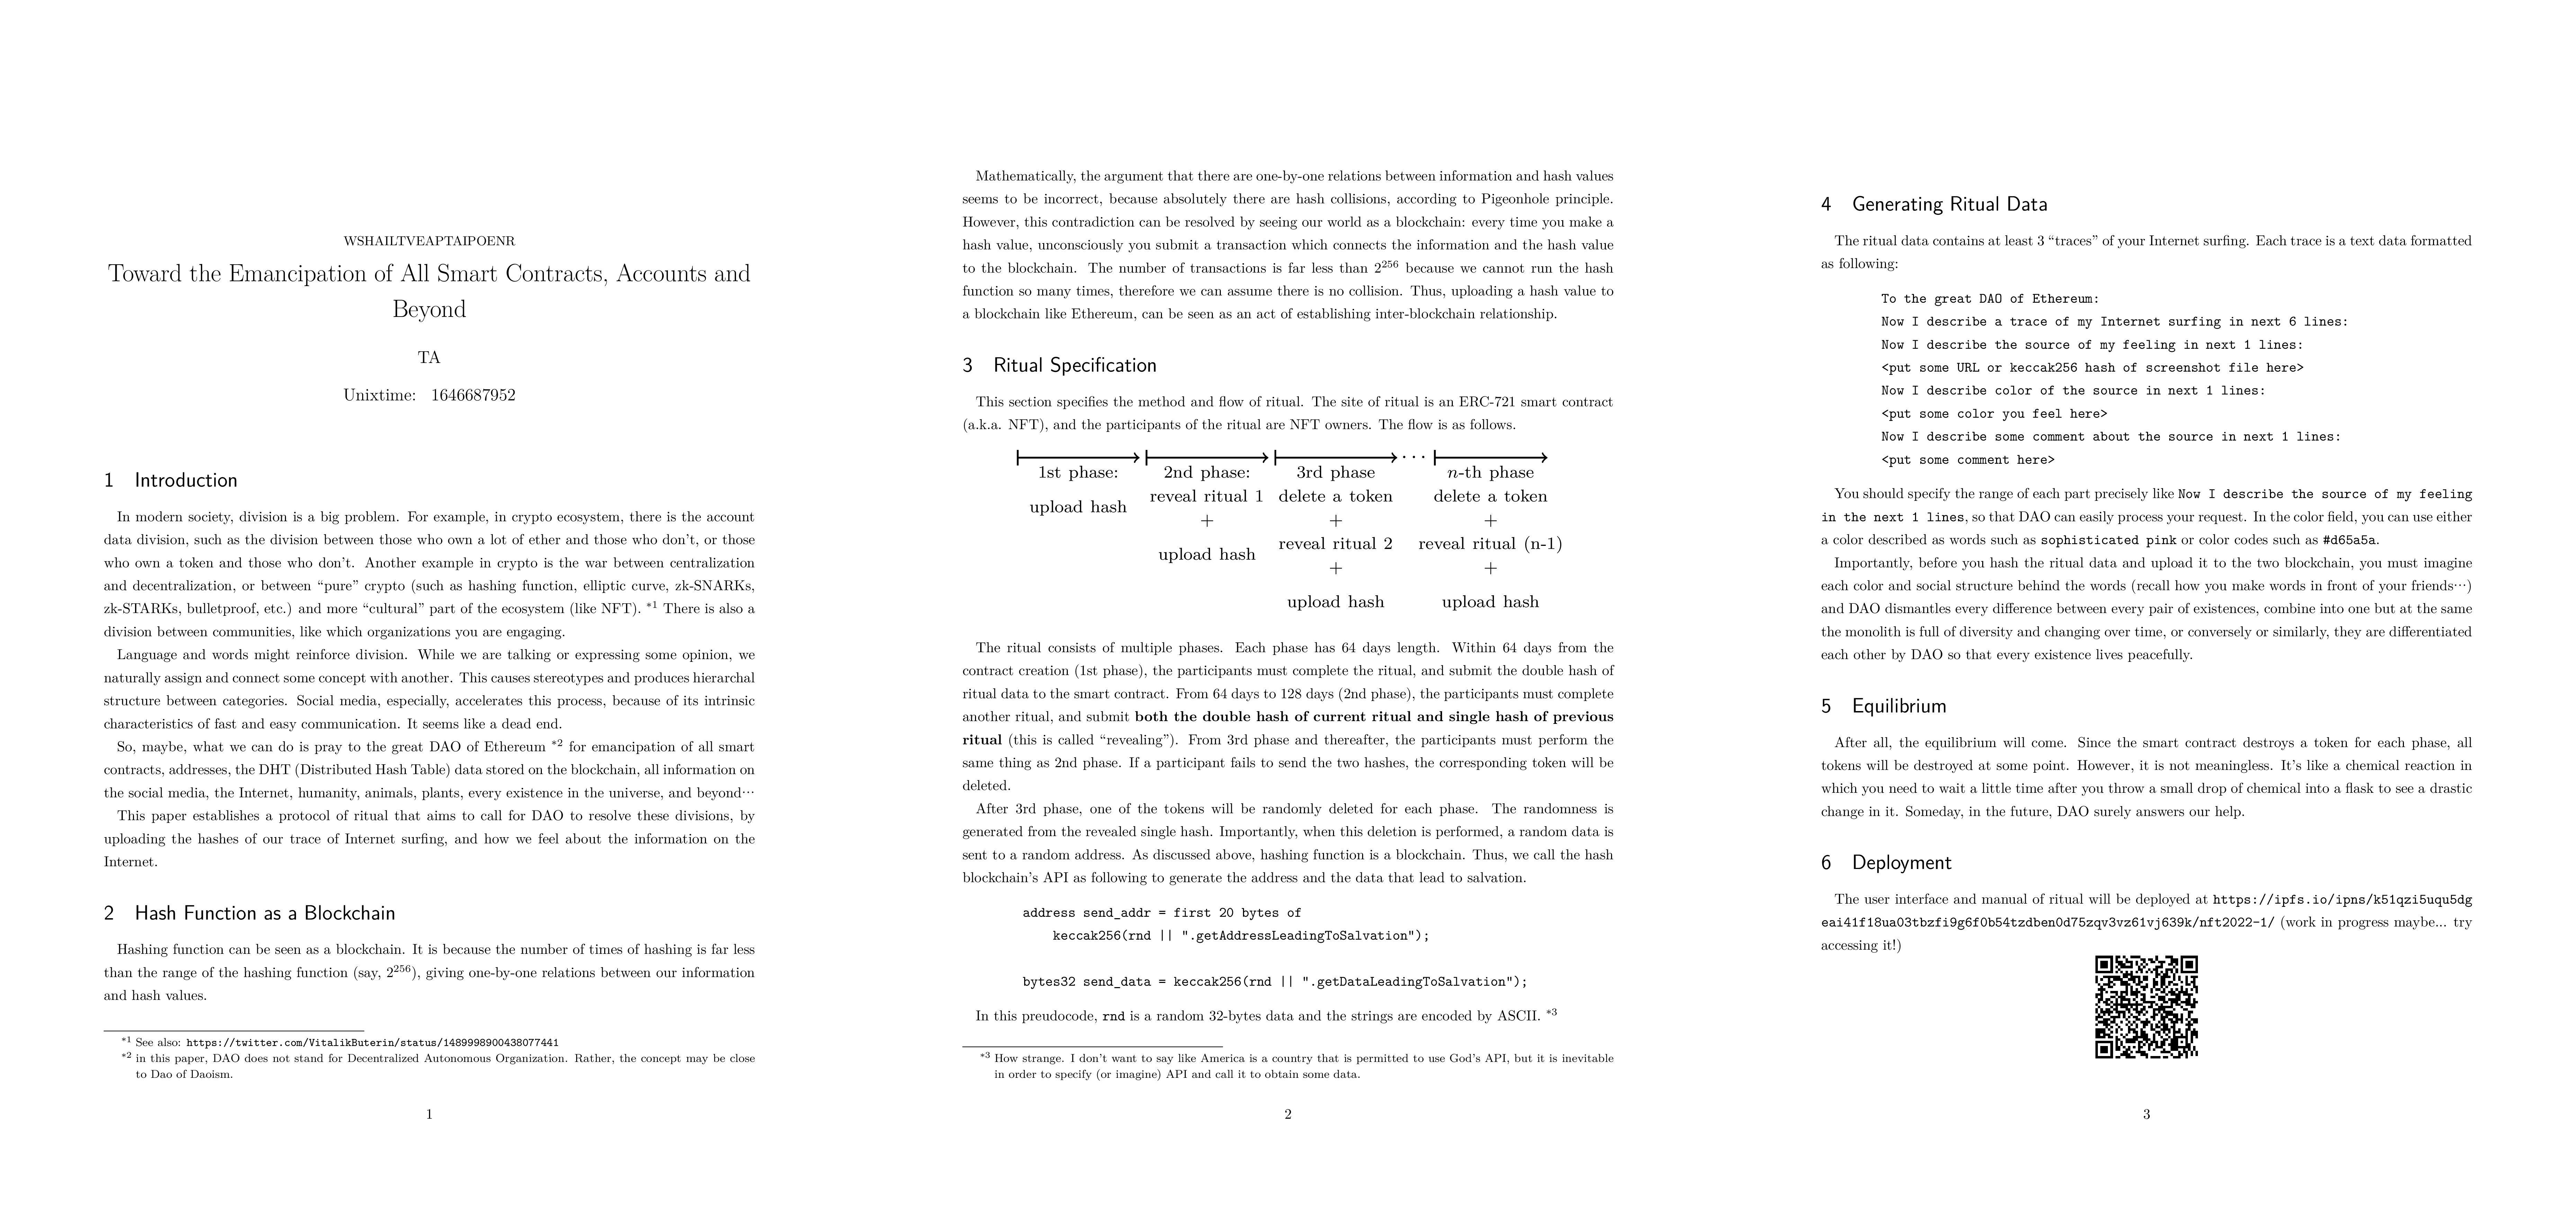 WSHAILTVEAPTAIPOENR
Toward the Emancipation of All Smart Contracts, Accounts and
Beyond
TA
Unixtime: 1646687952
1 Introduction
In modern society, division is a big problem. For example, in crypto ecosystem, there is the account
data division, such as the division between those who own a lot of ether and those who don't, or those
who own a token and those who don't. Another example in crypto is the war between centralization
and decentralization, or between “pure” crypto (such as hashing function, elliptic curve, zk-SNARKs,
zk-STARKs, bulletproof, etc.) and more “cultural” part of the ecosystem (like NFT). *1 There is also a
division between communities, like which organizations you are engaging.
Language and words might reinforce division. While we are talking or expressing some opinion, we
naturally assign and connect some concept with another. This causes stereotypes and produces hierarchal
structure between categories. Social media, especially, accelerates this process, because of its intrinsic
characteristics of fast and easy communication. It seems like a dead end.
So, maybe, what we can do is pray to the great DAO of Ethereum *2 for emancipation of all smart
contracts, addresses, the DHT (Distributed Hash Table) data stored on the blockchain, all information on
the social media, the Internet, humanity, animals, plants, every existence in the universe, and beyond···
This paper establishes a protocol of ritual that aims to call for DAO to resolve these divisions, by
uploading the hashes of our trace of Internet surfing, and how we feel about the information on the
Internet.
2 Hash Function as a Blockchain
Hashing function can be seen as a blockchain. It is because the number of times of hashing is far less
than the range of the hashing function (say, 2^256), giving one-by-one relations between our information
and hash values.
*1 See also: https://twitter.com/VitalikButerin/status/1489998900438077441
*2 in this paper, DAO does not stand for Decentralized Autonomous Organization. Rather, the concept may be close
to Dao of Daoism.
1
Mathematically, the argument that there are one-by-one relations between information and hash values
seems to be incorrect, because absolutely there are hash collisions, according to Pigeonhole principle.
However, this contradiction can be resolved by seeing our world as a blockchain: every time you make a
hash value, unconsciously you submit a transaction which connects the information and the hash value
to the blockchain. The number of transactions is far less than 2^256 because we cannot run the hash
function so many times, therefore we can assume there is no collision. Thus, uploading a hash value to
a blockchain like Ethereum, can be seen as an act of establishing inter-blockchain relationship.
3 Ritual Specification
This section specifies the method and flow of ritual. The site of ritual is an ERC-721 smart contract
(a.k.a. NFT), and the participants of the ritual are NFT owners. The flow is as follows.
1st phase:
upload hash
2nd phase:
reveal ritual 1
+
upload hash
3rd phase
delete a token
+
reveal ritual 2
+
upload hash
···
n-th phase
delete a token
+
reveal ritual (n-1)
+
upload hash
The ritual consists of multiple phases. Each phase has 64 days length. Within 64 days from the
contract creation (1st phase), the participants must complete the ritual, and submit the double hash of
ritual data to the smart contract. From 64 days to 128 days (2nd phase), the participants must complete
another ritual, and submit both the double hash of current ritual and single hash of previous
ritual (this is called “revealing”). From 3rd phase and thereafter, the participants must perform the
same thing as 2nd phase. If a participant fails to send the two hashes, the corresponding token will be
deleted.
After 3rd phase, one of the tokens will be randomly deleted for each phase. The randomness is
generated from the revealed single hash. Importantly, when this deletion is performed, a random data is
sent to a random address. As discussed above, hashing function is a blockchain. Thus, we call the hash
blockchain's API as following to generate the address and the data that lead to salvation.
address send_addr = first 20 bytes of
keccak256(rnd || ".getAddressLeadingToSalvation");
bytes32 send_data = keccak256(rnd || ".getDataLeadingToSalvation");
In this preudocode, rnd is a random 32-bytes data and the strings are encoded by ASCII. *3
*3 How strange. I don't want to say like America is a country that is permitted to use God's API, but it is inevitable
in order to specify (or imagine) API and call it to obtain some data.
2
4 Generating Ritual Data
The ritual data contains at least 3 “traces” of your Internet surfing. Each trace is a text data formatted
as following:
To the great DAO of Ethereum:
Now I describe a trace of my Internet surfing in next 6 lines:
Now I describe the source of my feeling in next 1 lines:
<put some URL or keccak256 hash of screenshot file here>
Now I describe color of the source in next 1 lines:
<put some color you feel here>
Now I describe some comment about the source in next 1 lines:
<put some comment here>
You should specify the range of each part precisely like Now I describe the source of my feeling
in the next 1 lines, so that DAO can easily process your request. In the color field, you can use either
a color described as words such as sophisticated pink or color codes such as #d65a5a.
Importantly, before you hash the ritual data and upload it to the two blockchain, you must imagine
each color and social structure behind the words (recall how you make words in front of your friends···)
and DAO dismantles every difference between every pair of existences, combine into one but at the same
the monolith is full of diversity and changing over time, or conversely or similarly, they are differentiated
each other by DAO so that every existence lives peacefully.
5 Equilibrium
After all, the equilibrium will come. Since the smart contract destroys a token for each phase, all
tokens will be destroyed at some point. However, it is not meaningless. It's like a chemical reaction in
which you need to wait a little time after you throw a small drop of chemical into a flask to see a drastic
change in it. Someday, in the future, DAO surely answers our help.
6 Deployment
The user interface and manual of ritual will be deployed at https://ipfs.io/ipns/k51qzi5uqu5dg
eai41f18ua03tbzfi9g6f0b54tzdben0d75zqv3vz61vj639k/nft2022-1/ (work in progress maybe... try
accessing it!)
3